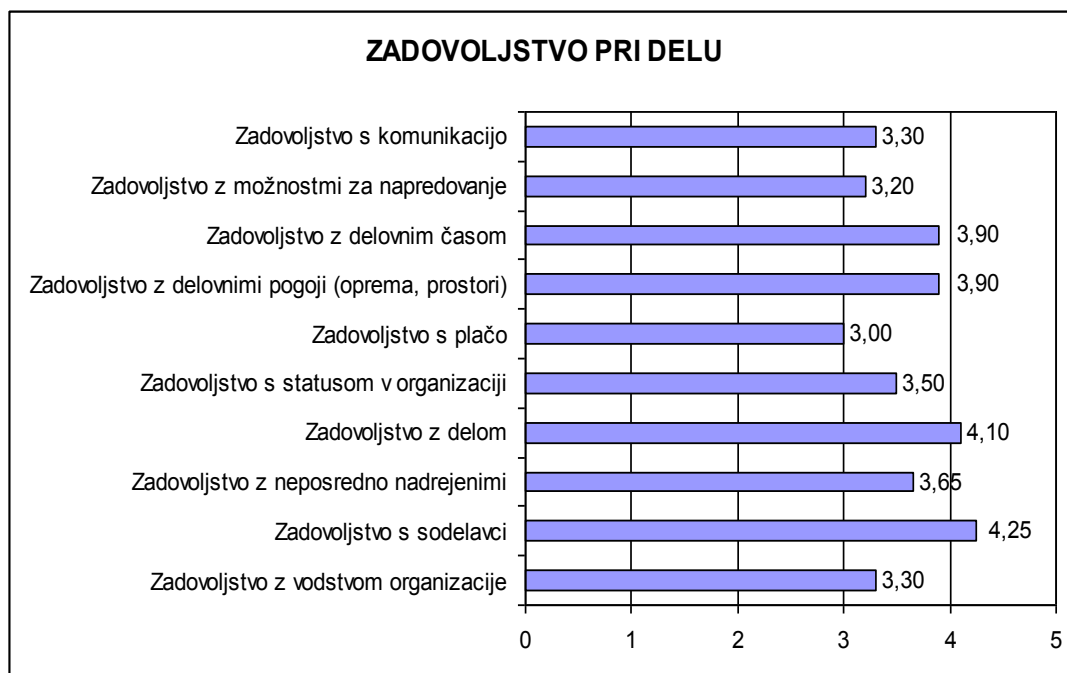 ZADOVOLJSTVO PRI DELU
Zadovoljstvo s komunikacijo 3,30
Zadovoljstvo z možnostmi za napredovanje 3,20
Zadovoljstvo z delovnim časom 3,90
Zadovoljstvo z delovnimi pogoji (oprema, prostori) 3,90
Zadovoljstvo s plačo 3,00
Zadovoljstvo s statusom v organizaciji 3,50
Zadovoljstvo z delom 4,10
Zadovoljstvo z neposredno nadrejenimi 3,65
Zadovoljstvo s sodelavci 4,25
Zadovoljstvo z vodstvom organizacije 3,30
0 1 2 3 4 5